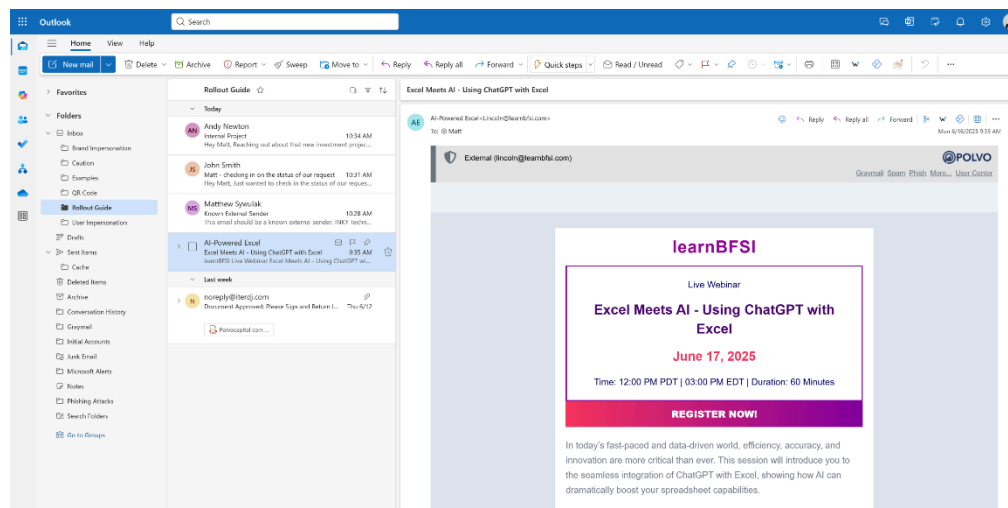 Outlook
Search
Home View Help
New mail Delete Archive Report Sweep Move to Reply Reply all Forward Quick steps Read / Unread
Favorites
Folders
Inbox
Brand Impersonation
Caution
Examples
QR Code
Rollout Guide
User Impersonation
Drafts
Sent Items
Cache
Deleted Items
Archive
Conversation History
Graymail
Initial Accounts
Junk Email
Microsoft Alerts
Notes
Phishing Attacks
Search Folders
Go to Groups
Rollout Guide
Today
AN Andy Newton
Internal Project 10:34 AM
Hey Matt, Reaching out about that new investment projec...
JS John Smith
Matt - checking in on the status of our request 10:31 AM
Hey Matt, Just wanted to check in the status of our reques...
MS Matthew Sywulak
Known External Sender 10:28 AM
This email should be a known external sender. INKY Techn...
AI-Powered Excel
Excel Meets AI - Using ChatGPT with Excel 9:35 AM
learnBFSI Live Webinar Excel Meets AI - Using ChatGPT wi...
Last week
N noreply@iterdj.com
Document Approved: Please Sign and Return I... Thu 6/12
Polvocapital.com ...
Excel Meets AI - Using ChatGPT with Excel
AE AI-Powered Excel<Lincoln@learnbfsi.com>
To: Matt
Reply Reply all Forward
Mon 6/16/2025 9:35 AM
External (lincoln@learnbfsi.com)
POLVO
Graymail Spam Phish More... User Center
learnBFSI
Live Webinar
Excel Meets AI - Using ChatGPT with
Excel
June 17, 2025
Time: 12:00 PM PDT | 03:00 PM EDT | Duration: 60 Minutes
REGISTER NOW!
In today's fast-paced and data-driven world, efficiency, accuracy, and
innovation are more critical than ever. This session will introduce you to
the seamless integration of ChatGPT with Excel, showing how AI can
dramatically boost your spreadsheet capabilities.